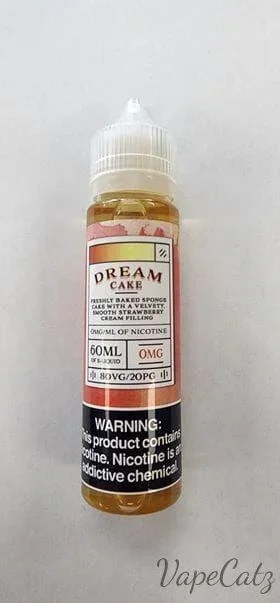 DREAM
CAKE
FRESHLY BAKED SPONGE
CAKE WITH A VELVETY,
SMOOTH STRAWBERRY
CREAM FILLING
0MG/ML OF NICOTINE
60ML
OF E-LIQUID
0MG
80VG/20PG
WARNING:
This product contains
icotine. Nicotine is an
addictive chemical.
VapeCatz